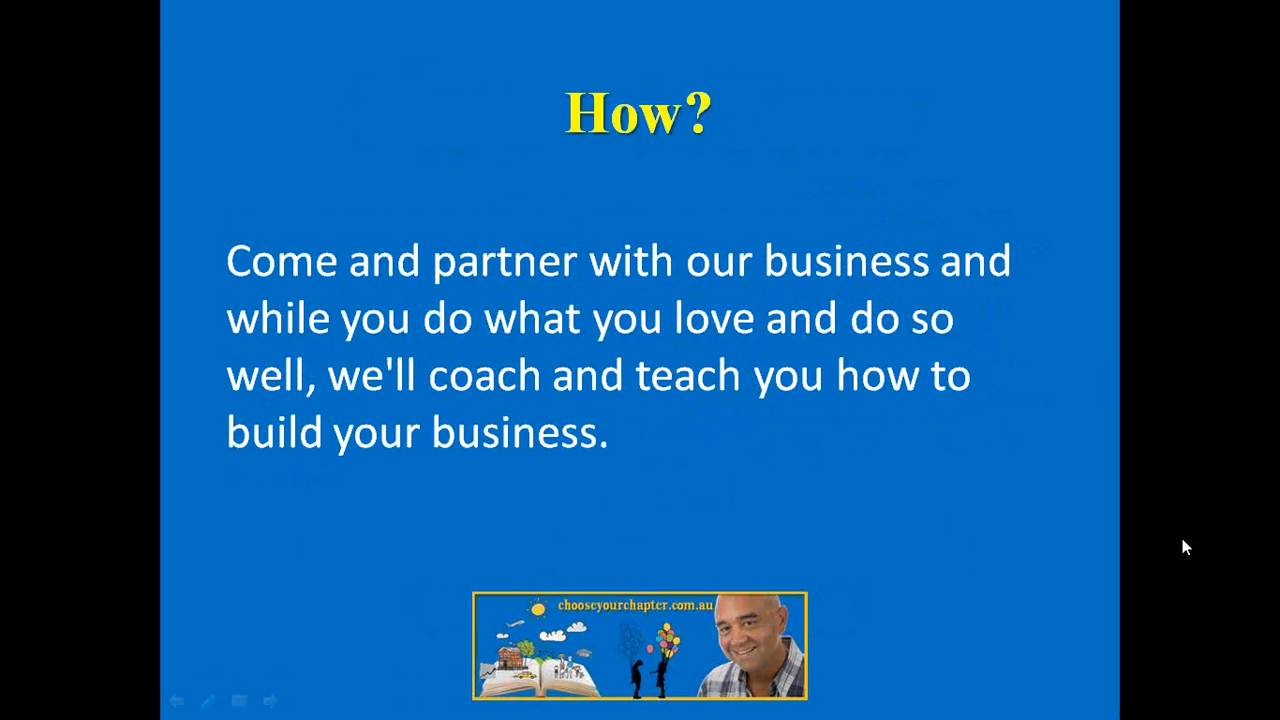 How?
Come and partner with our business and
while you do what you love and do so
well, we'll coach and teach you how to
build your business.
chooseyourchapter.com.au